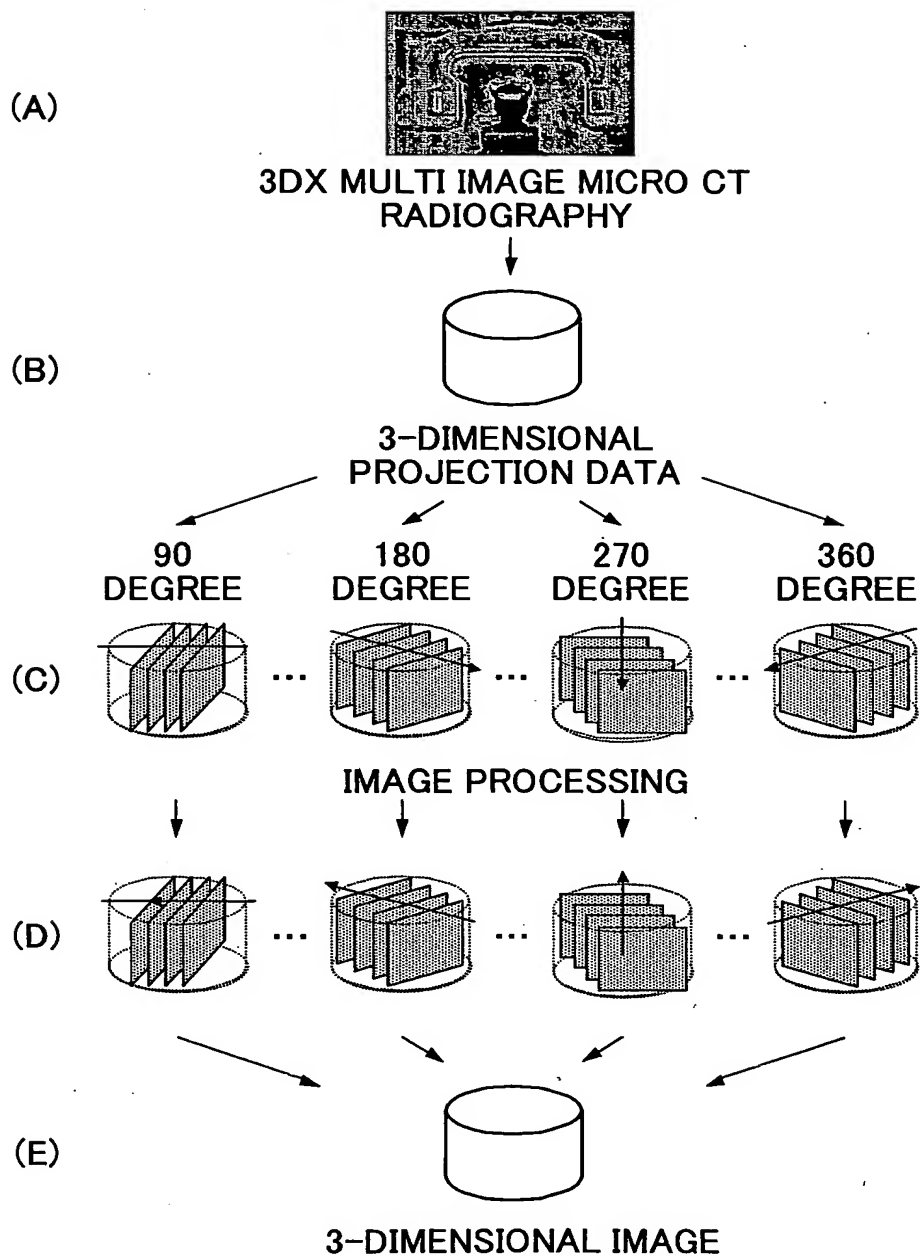 (A)
3DX MULTI IMAGE MICRO CT
RADIOGRAPHY
(B)
3-DIMENSIONAL
PROJECTION DATA
90
DEGREE
180
DEGREE
270
DEGREE
360
DEGREE
(C)
... ... ...
IMAGE PROCESSING
(D)
... ... ...
(E)
3-DIMENSIONAL IMAGE